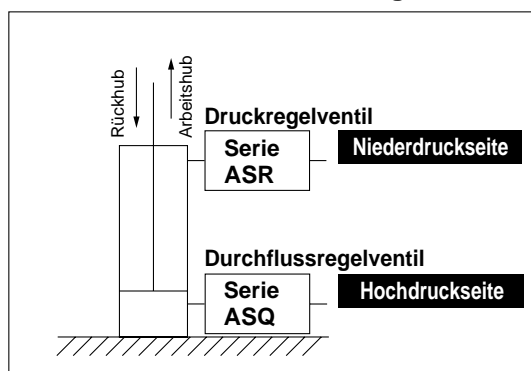 Rückhub
Arbeitshub
Druckregelventil
Serie
ASR
Niederdruckseite
Durchflussregelventil
Serie
ASQ
Hochdruckseite